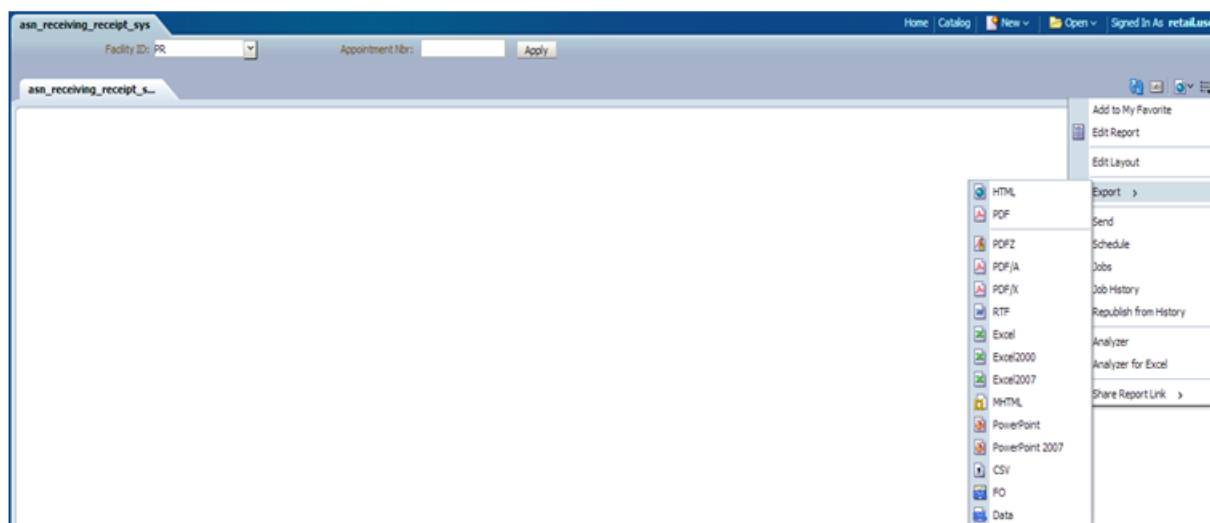 asn_receiving_receipt_sys
Home Catalog New Open Signed In As retail.use
Facility ID: PR Appointment Nbr: Apply
asn_receiving_receipt_s...
Add to My Favorite
Edit Report
Edit Layout
Export
Send
Schedule
Jobs
Job History
Republish from History
Analyzer
Analyzer for Excel
Share Report Link
HTML
PDF
PDFZ
PDF/A
PDF/X
RTF
Excel
Excel2000
Excel2007
MHTML
PowerPoint
PowerPoint 2007
CSV
FO
Data